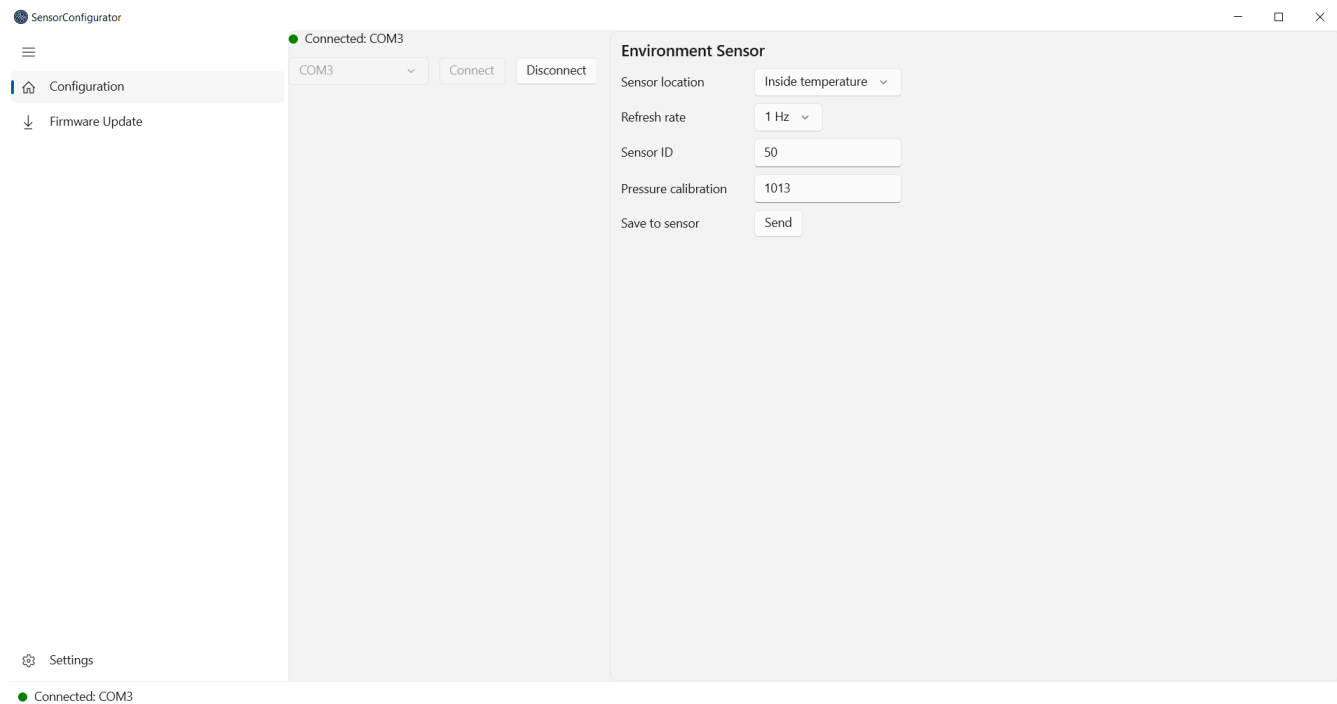 SensorConfigurator
Configuration
Firmware Update
Settings
Connected: COM3
COM3 Connect Disconnect
Environment Sensor
Sensor location Inside temperature
Refresh rate 1 Hz
Sensor ID 50
Pressure calibration 1013
Save to sensor Send
Connected: COM3